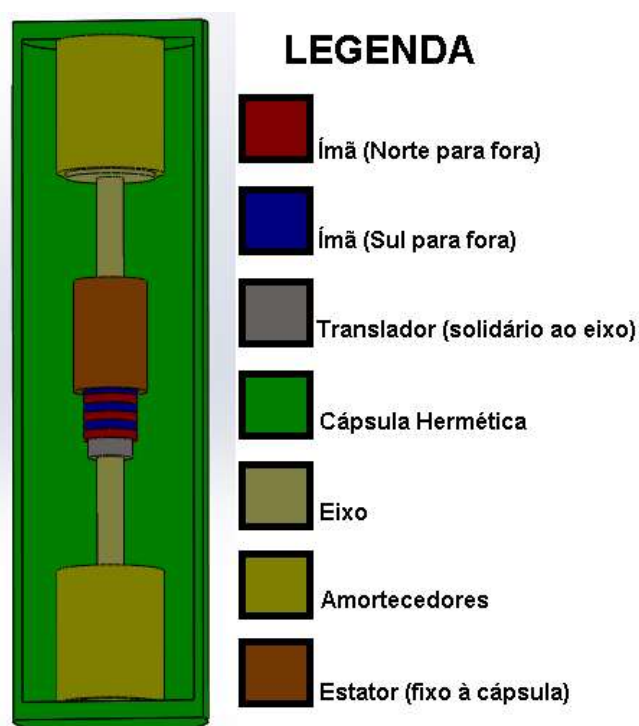 LEGENDA
Ímã (Norte para fora)
Ímã (Sul para fora)
Translador (solidário ao eixo)
Cápsula Hermética
Eixo
Amortecedores
Estator (fixo à cápsula)